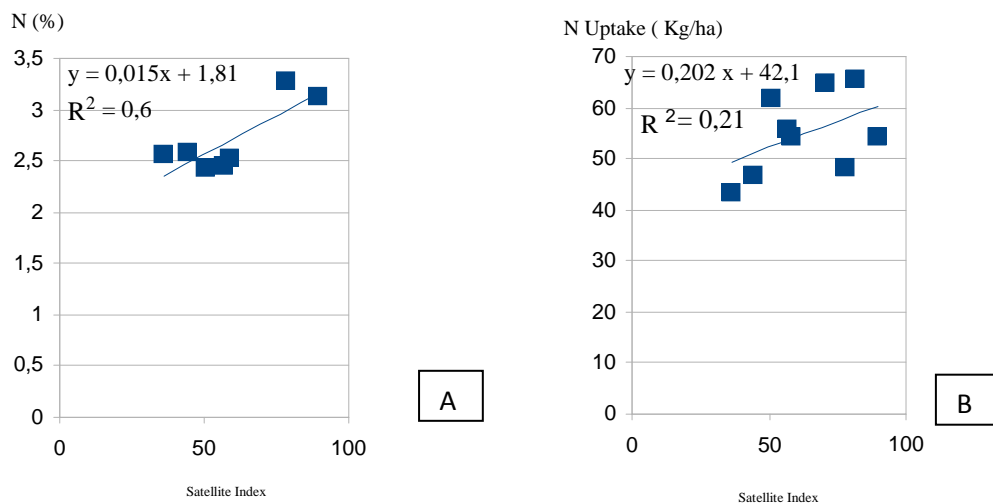 N (%)
3,5
3
2,5
2
1,5
1
0,5
0
y = 0,015x + 1,81
R² = 0,6
0 50 100
Satellite Index
A
N Uptake ( Kg/ha)
70
60
50
40
30
20
10
0
y = 0,202 x + 42,1
R ²= 0,21
0 50 100
Satellite Index
B